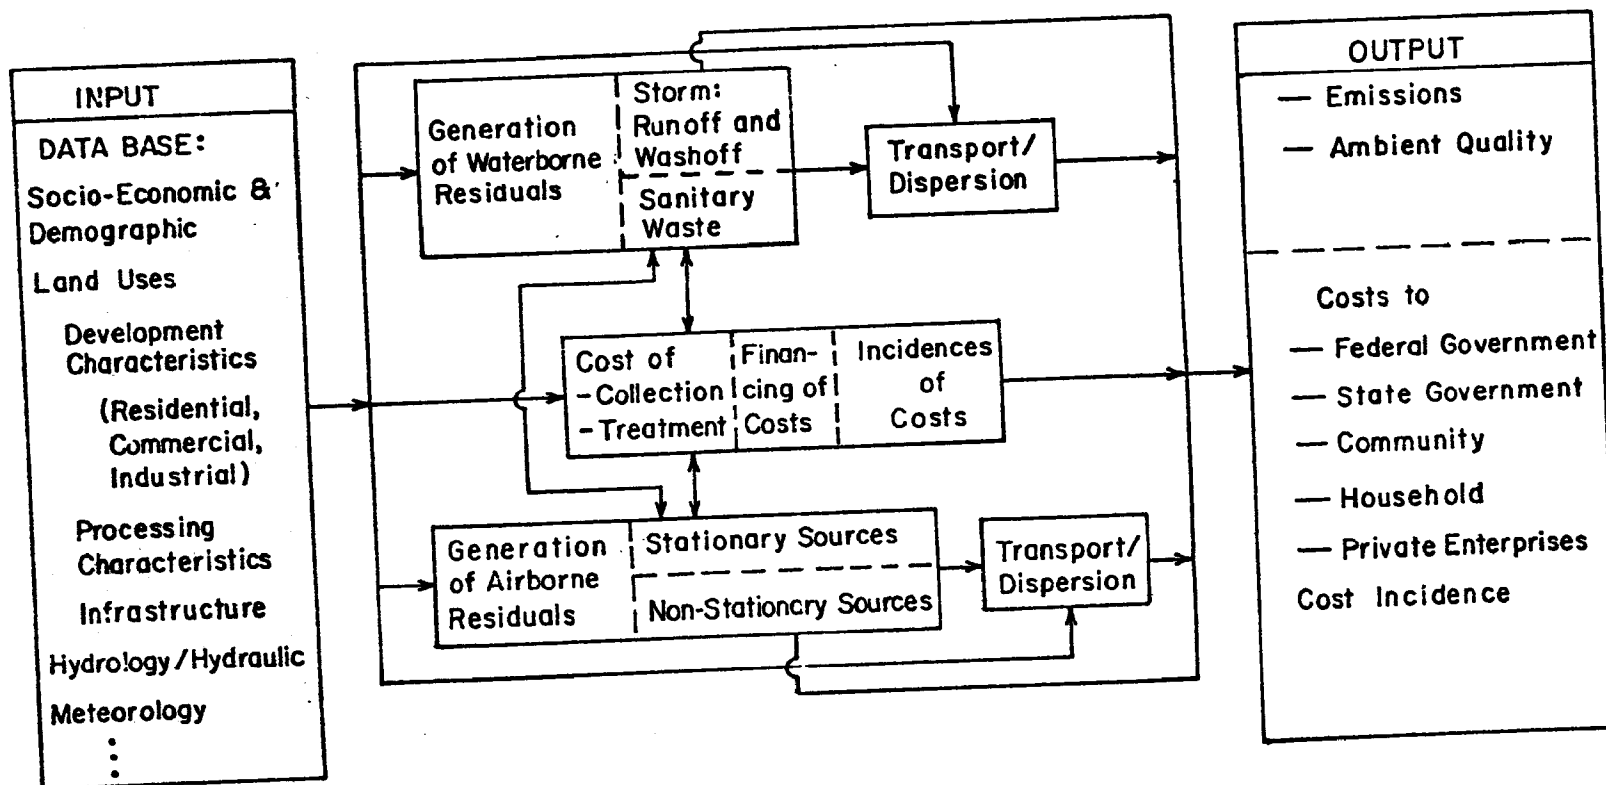 INPUT
DATA BASE:
Socio-Economic &
Demographic
Land Uses
Development
Characteristics
(Residential,
Commercial,
Industrial)
Processing
Characteristics
Infrastructure
Hydrology/Hydraulic
Meteorology
Generation
of Waterborne
Residuals
Storm:
Runoff and
Washoff
Sanitary
Waste
Transport/
Dispersion
Cost of
-Collection
-Treatment
Finan-
cing of
Costs
Incidences
of
Costs
Generation
of Airborne
Residuals
Stationary Sources
Non-Stationcry Sources
Transport/
Dispersion
OUTPUT
— Emissions
— Ambient Quality
Costs to
— Federal Government
— State Government
— Community
— Household
— Private Enterprises
Cost Incidence